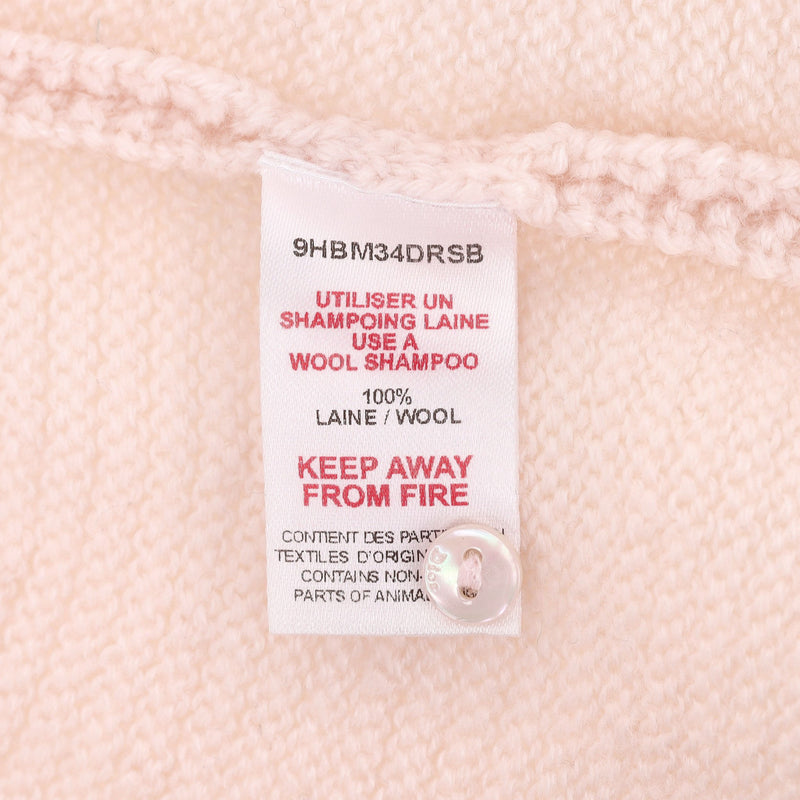 9HBM34DRSB
UTILISER UN
SHAMPOING LAINE
USE A
WOOL SHAMPOO
100%
LAINE / WOOL
KEEP AWAY
FROM FIRE
CONTIENT DES
TEXTILES
CONTAINS
PARTS OF